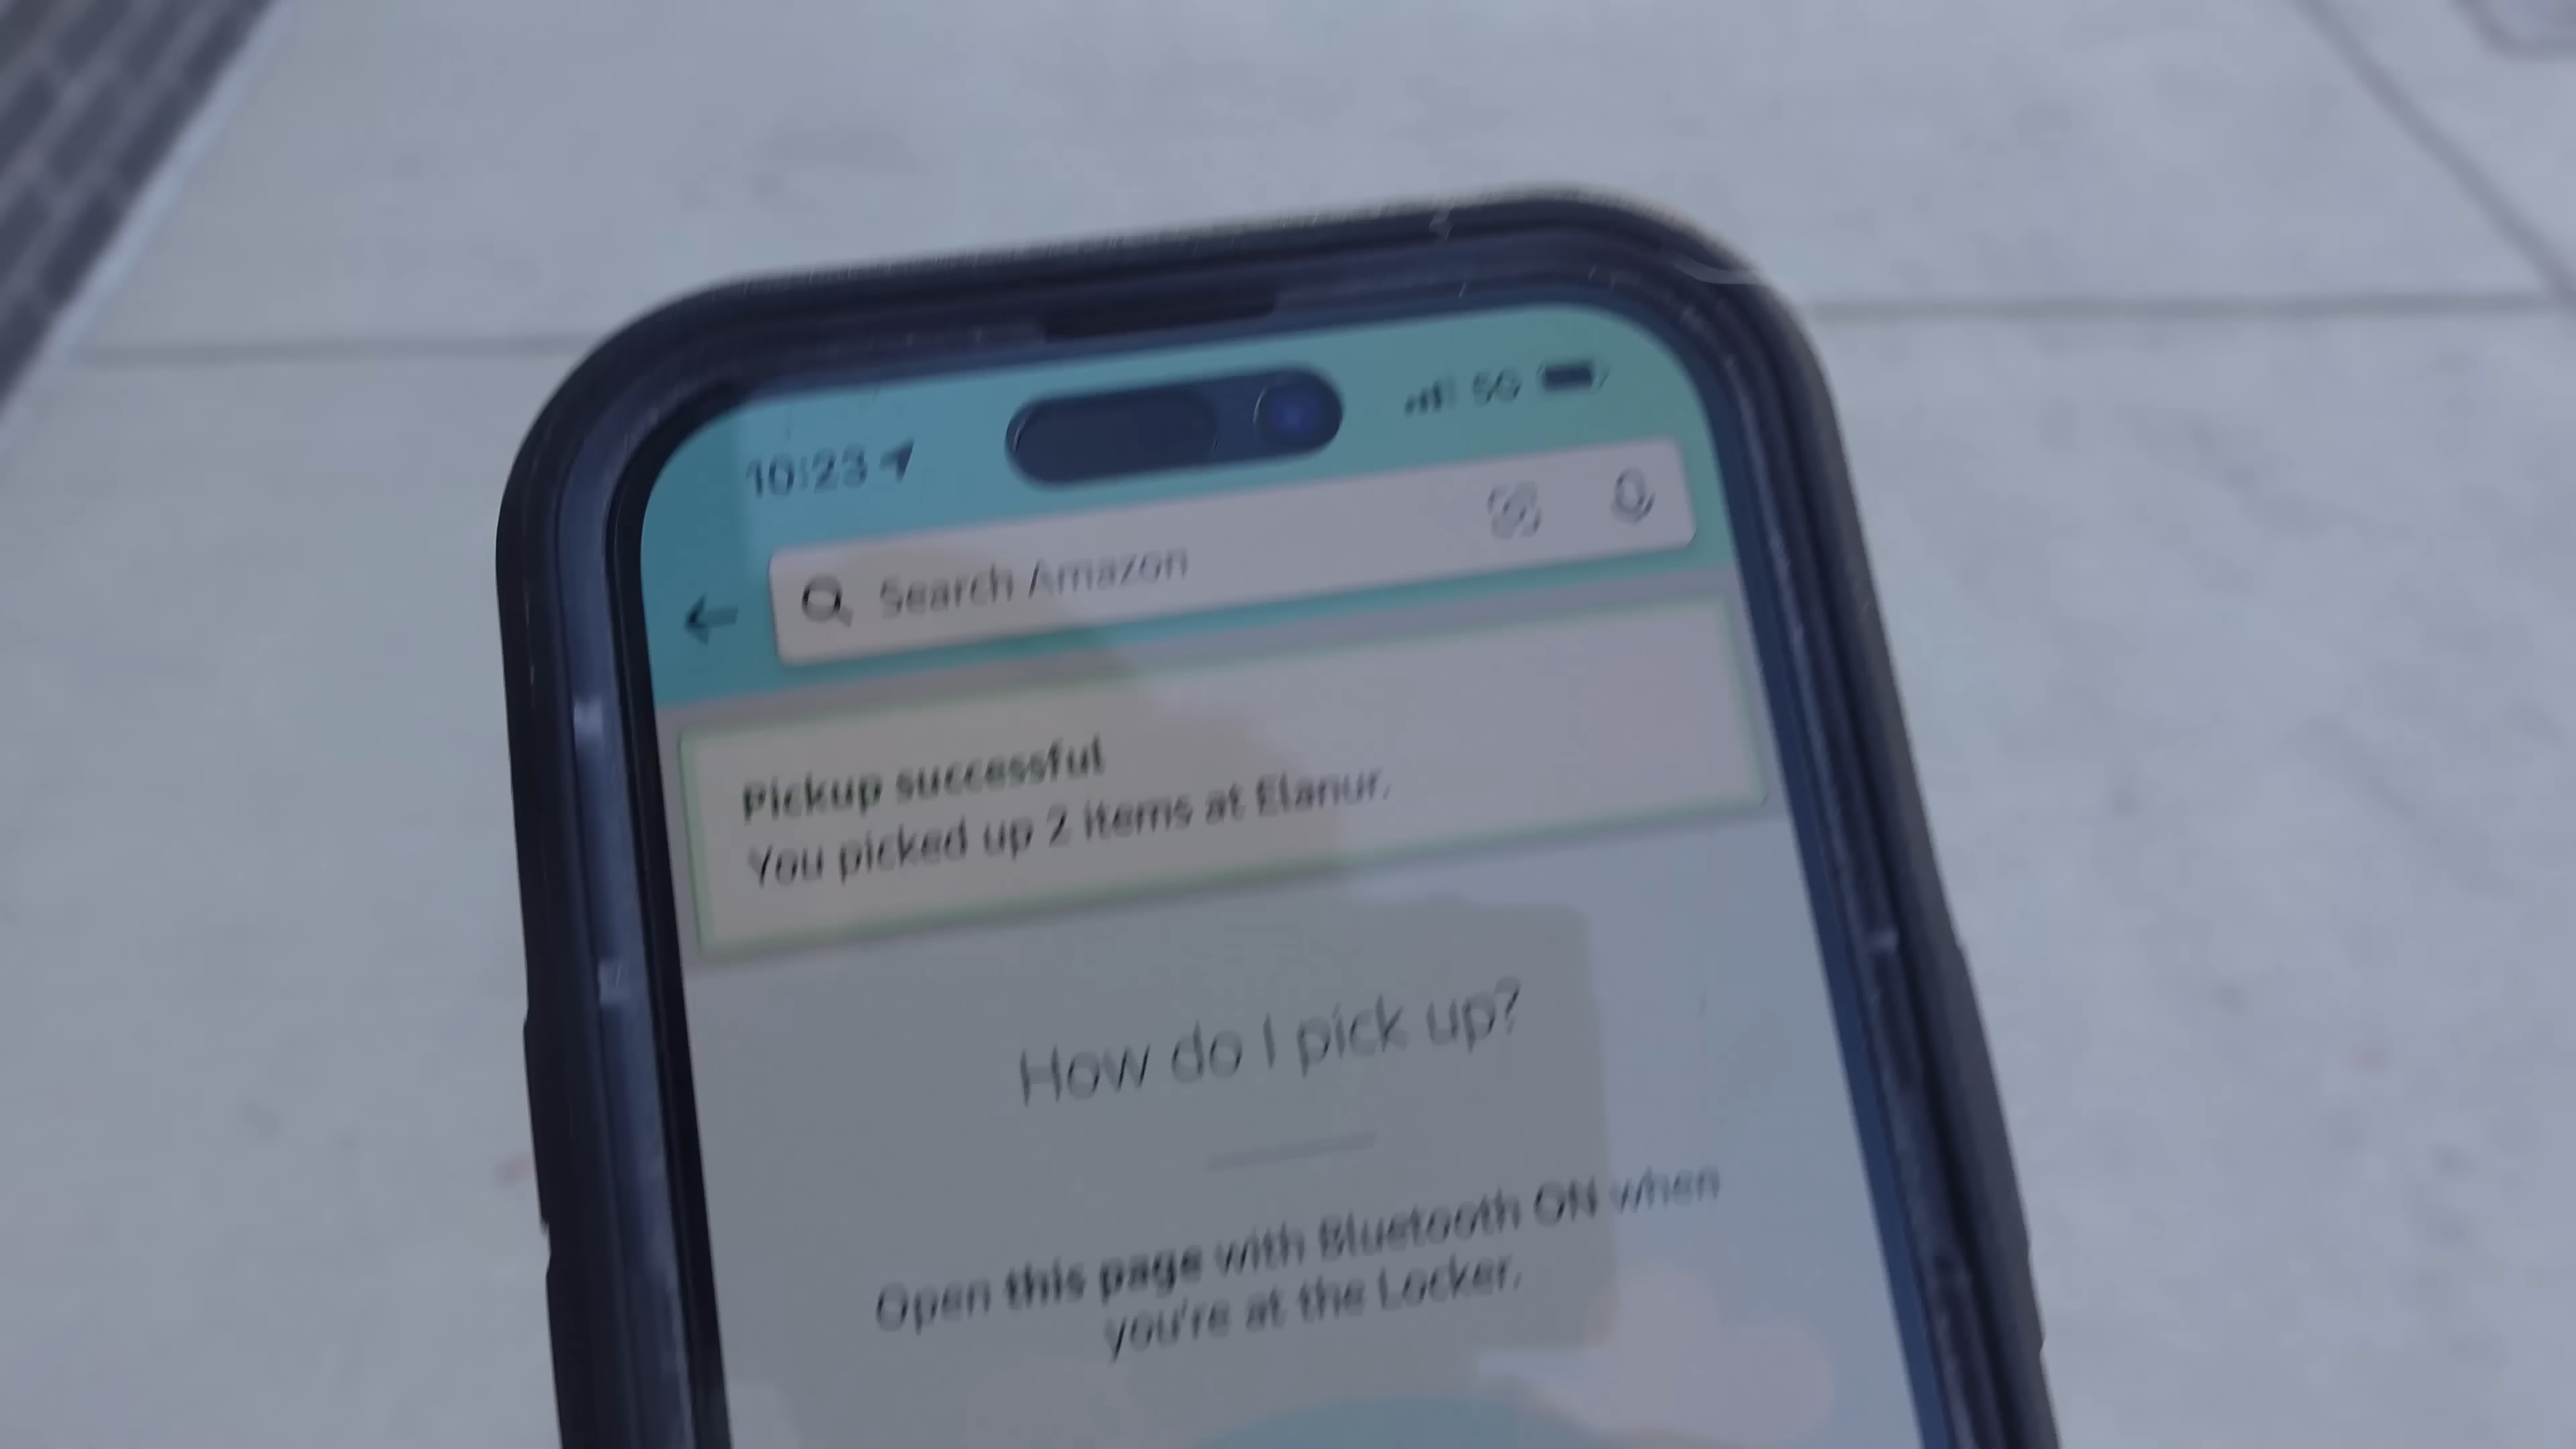 10:23
5G
Search Amazon
Pickup successful
You picked up 2 items at Elanur.
How do I pick up?
Open this page with Bluetooth ON when
you're at the Locker.